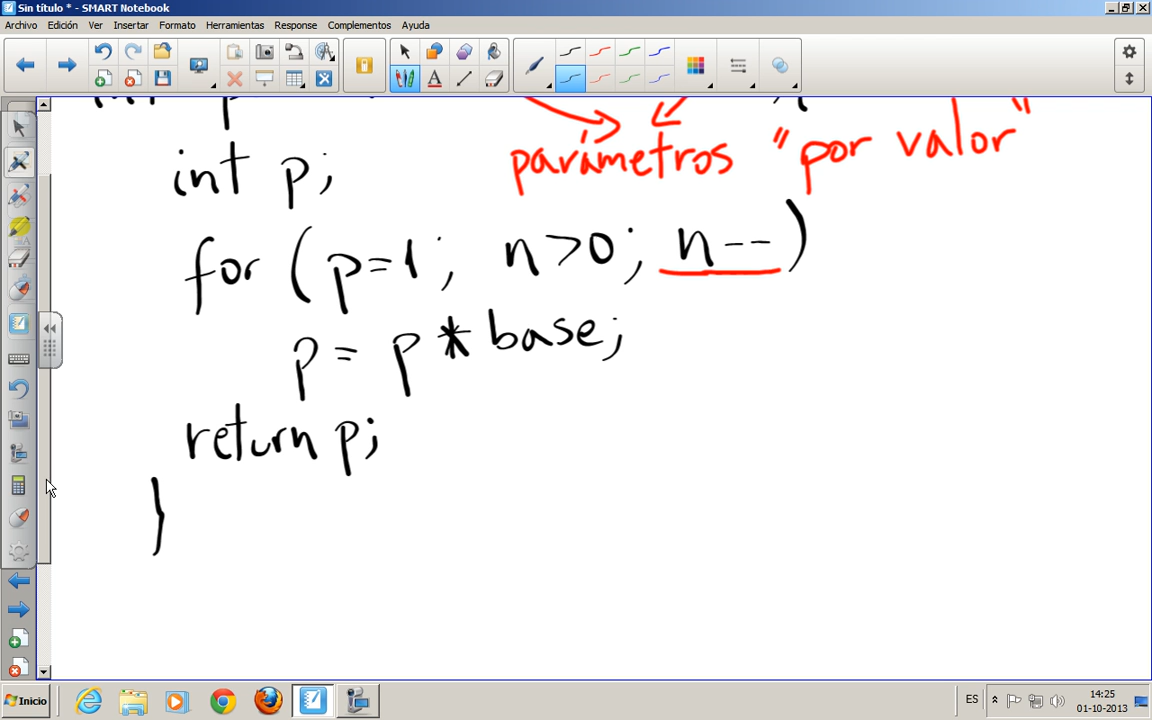 Sin título * - SMART Notebook
Archivo Edición Ver Insertar Formato Herramientas Response Complementos Ayuda
parámetros "por valor"
int p;
for (p=1; n>0; n--)
p = p * base;
return p;
}
Inicio
ES
14:25
01-10-2013